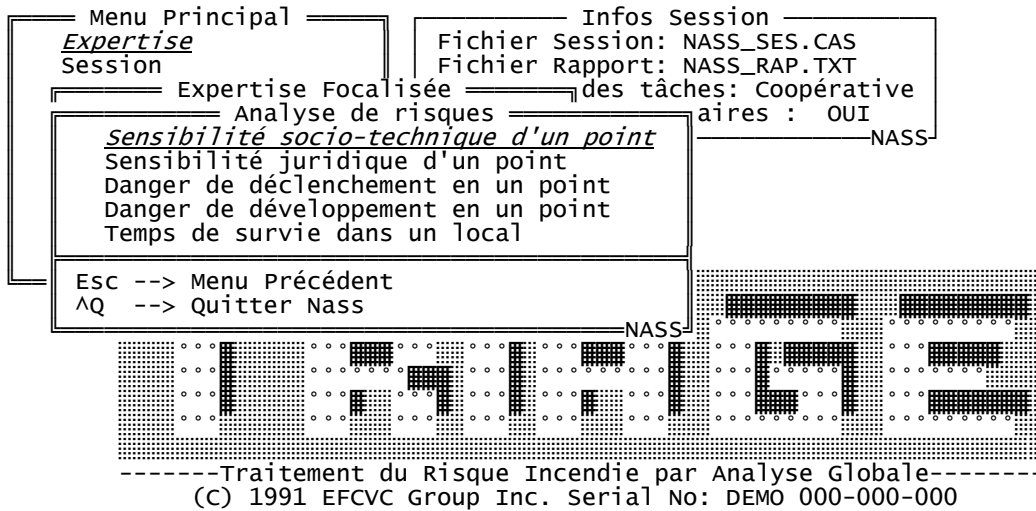 Menu Principal
Infos Session
Expertise
Fichier Session: NASS_SES.CAS
Session
Fichier Rapport: NASS_RAP.TXT
Expertise Focalisée
des tâches: Coopérative
Analyse de risques
aires : OUI
Sensibilité socio-technique d'un point
NASS
Sensibilité juridique d'un point
Danger de déclenchement en un point
Danger de développement en un point
Temps de survie dans un local
Esc --> Menu Précédent
^Q --> Quitter Nass
NASS
-------Traitement du Risque Incendie par Analyse Globale-------
(C) 1991 EFCVC Group Inc. Serial No: DEMO 000-000-000